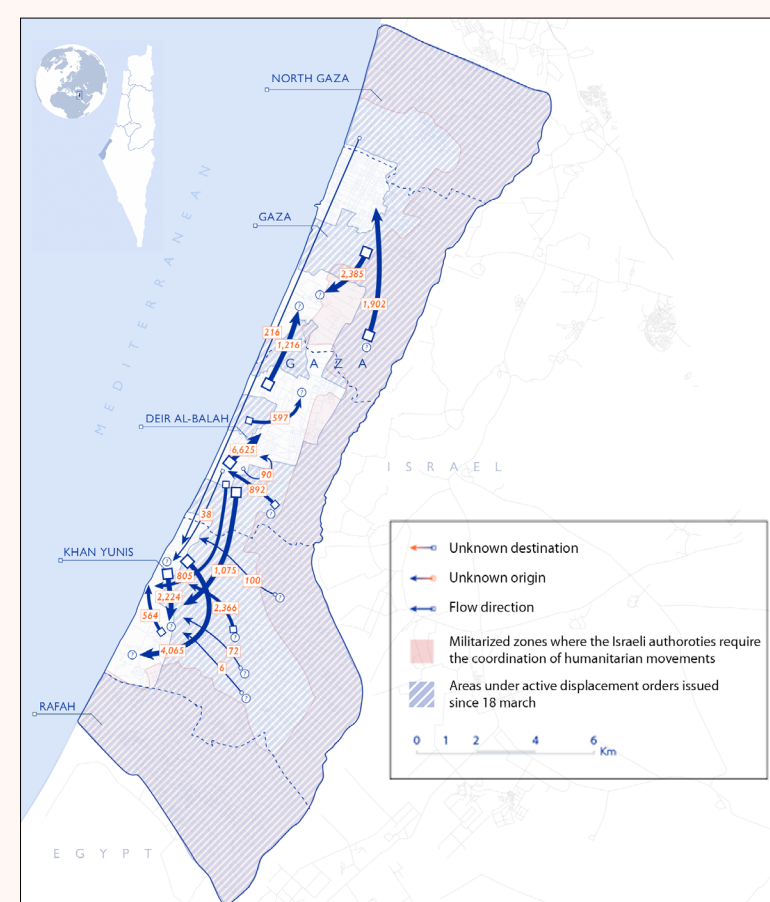 NORTH GAZA
GAZA
MEDITERRANEAN
2,385
1,902
216
1,216
GAZA
DEIR AL-BALAH
597
6,625
90
892
ISRAEL
38
KHAN YUNIS
805
1,075
100
2,224
2,366
564
72
4,065
6
RAFAH
EGYPT
Unknown destination
Unknown origin
Flow direction
Militarized zones where the Israeli authoroties require
the coordination of humanitarian movements
Areas under active displacement orders issued
since 18 march
0 1 2 4 6
Km
?
?
?
?
?
?
?
?
?
?
?
?